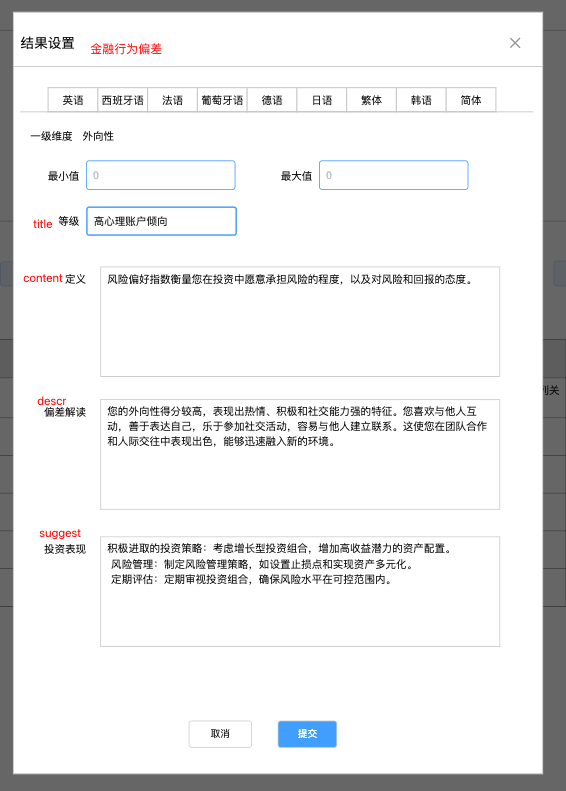 结果设置 金融行为偏差
英语 西班牙语 法语 葡萄牙语 德语 日语 繁体 韩语 简体
一级维度 外向性
最小值 0 最大值 0
title 等级 高心理账户倾向
content 定义 风险偏好指数衡量您在投资中愿意承担风险的程度，以及对风险和回报的态度。
descr
偏差解读 您的外向性得分较高，表现出热情、积极和社交能力强的特征。您喜欢与他人互
动，善于表达自己，乐于参加社交活动，容易与他人建立联系。这使您在团队合作
和人际交往中表现出色，能够迅速融入新的环境。
suggest
投资表现 积极进取的投资策略：考虑增长型投资组合，增加高收益潜力的资产配置。
风险管理：制定风险管理策略，如设置止损点和实现资产多元化。
定期评估：定期审视投资组合，确保风险水平在可控范围内。
取消 提交